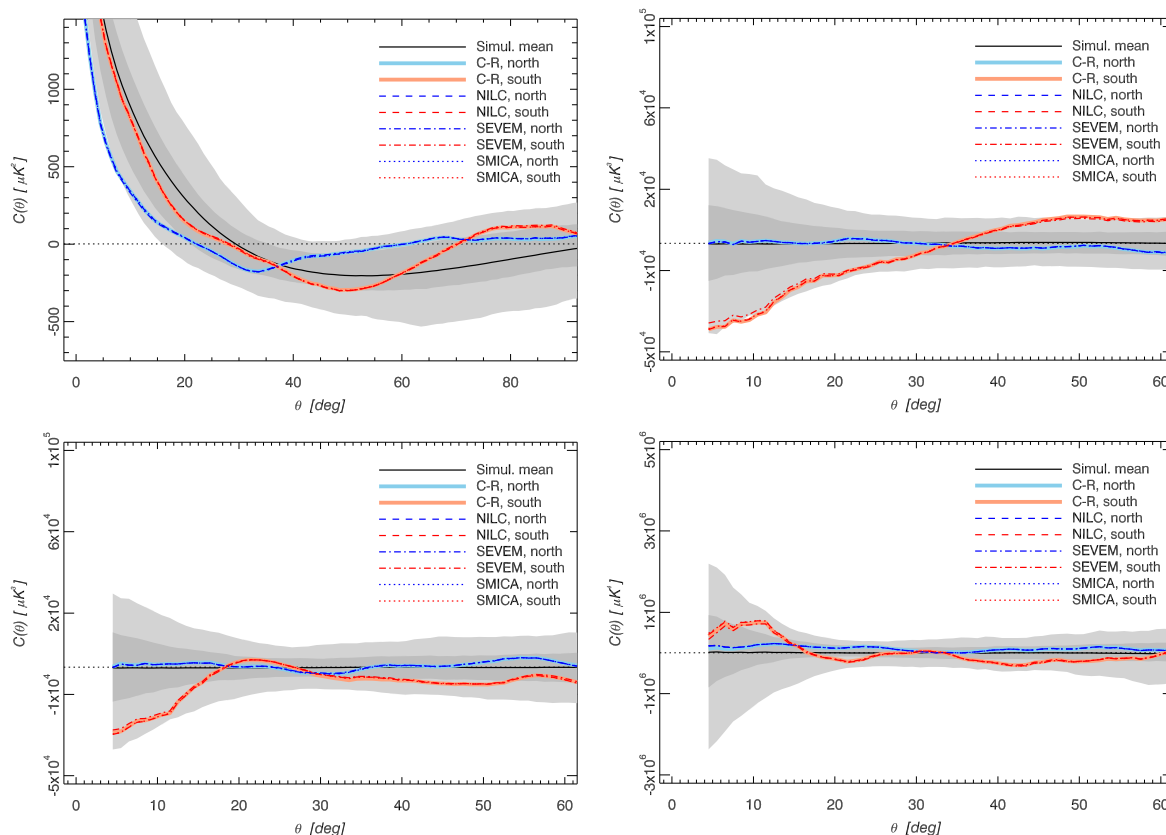 Simul. mean
C-R, north
C-R, south
NILC, north
NILC, south
SEVEM, north
SEVEM, south
SMICA, north
SMICA, south
C(θ) [ μK² ]
1000
500
0
-500
0 20 40 60 80
θ [deg]
Simul. mean
C-R, north
C-R, south
NILC, north
NILC, south
SEVEM, north
SEVEM, south
SMICA, north
SMICA, south
C(θ) [ μK³ ]
1x10⁵
6x10⁴
2x10⁴
-1x10⁴
-5x10⁴
0 10 20 30 40 50 60
θ [deg]
Simul. mean
C-R, north
C-R, south
NILC, north
NILC, south
SEVEM, north
SEVEM, south
SMICA, north
SMICA, south
C(θ) [ μK³ ]
1x10⁵
6x10⁴
2x10⁴
-1x10⁴
-5x10⁴
0 10 20 30 40 50 60
θ [deg]
Simul. mean
C-R, north
C-R, south
NILC, north
NILC, south
SEVEM, north
SEVEM, south
SMICA, north
SMICA, south
C(θ) [ μK⁴ ]
5x10⁶
3x10⁶
1x10⁶
-1x10⁶
-3x10⁶
0 10 20 30 40 50 60
θ [deg]